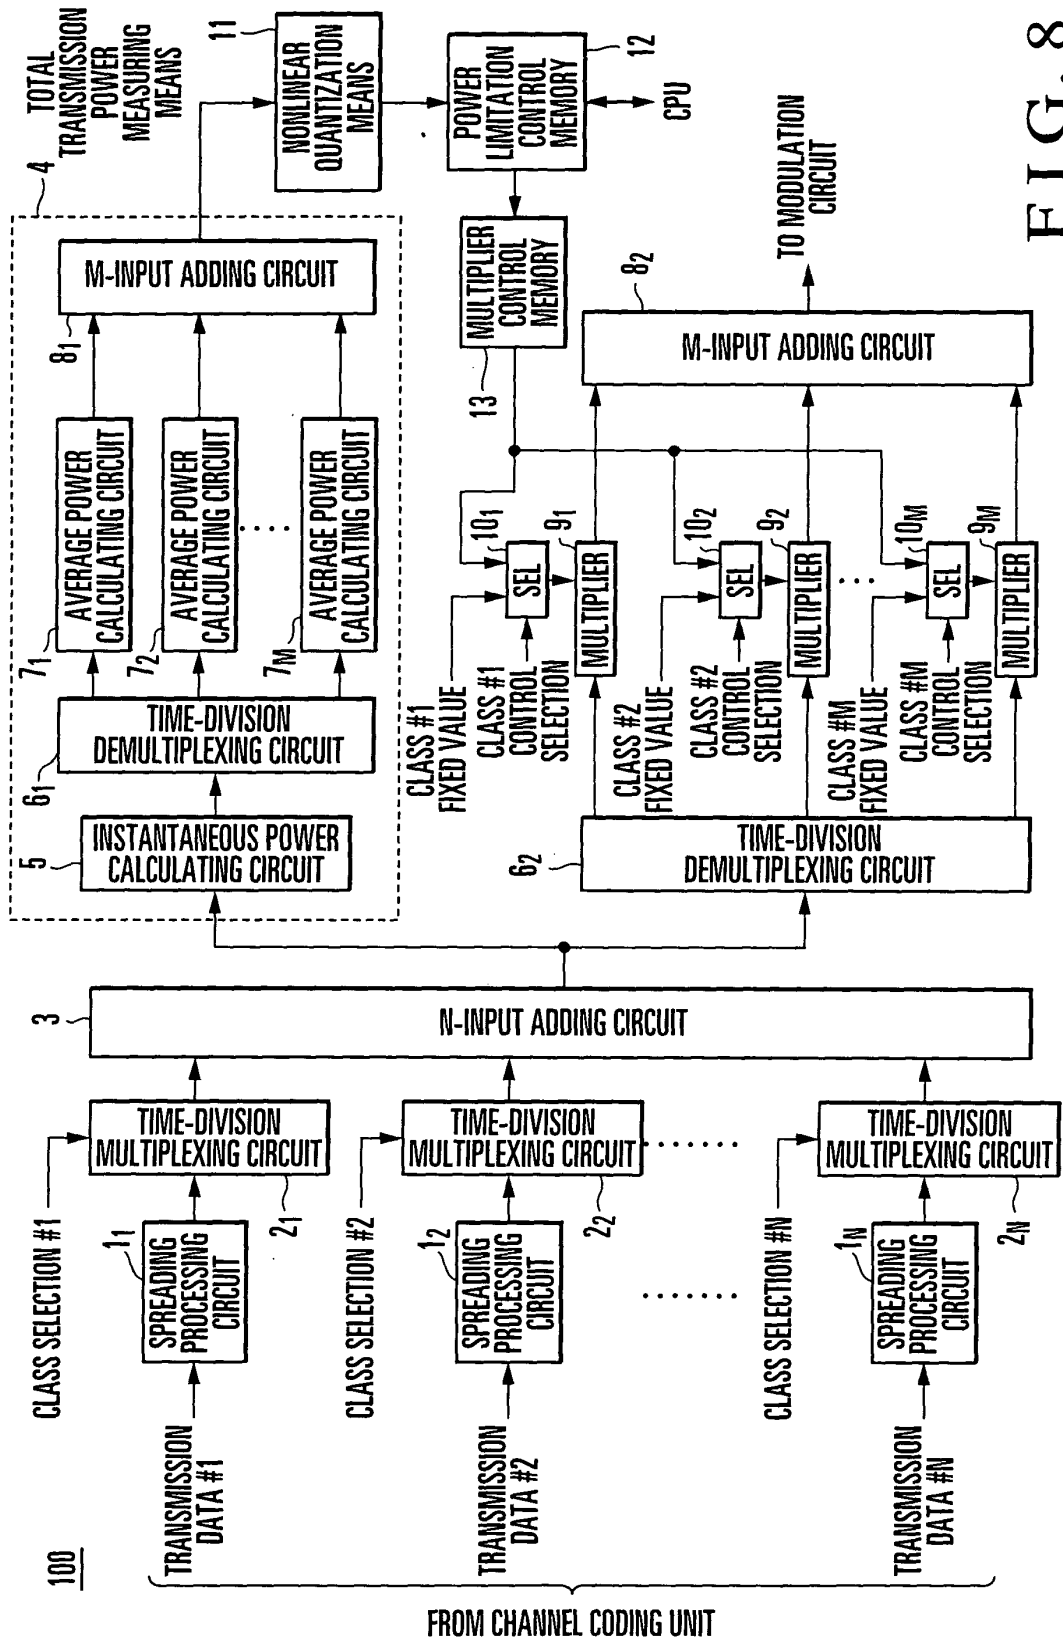 100
FROM CHANNEL CODING UNIT
TRANSMISSION
DATA #1
TRANSMISSION
DATA #2
TRANSMISSION
DATA #N
CLASS SELECTION #1
CLASS SELECTION #2
CLASS SELECTION #N
1₁
SPREADING
PROCESSING
CIRCUIT
1₂
SPREADING
PROCESSING
CIRCUIT
1N
SPREADING
PROCESSING
CIRCUIT
TIME-DIVISION
MULTIPLEXING CIRCUIT
2₁
TIME-DIVISION
MULTIPLEXING CIRCUIT
2₂
TIME-DIVISION
MULTIPLEXING CIRCUIT
2N
3
N-INPUT ADDING CIRCUIT
4
TOTAL
TRANSMISSION
POWER
MEASURING
MEANS
5
INSTANTANEOUS POWER
CALCULATING CIRCUIT
6₁
TIME-DIVISION
DEMULTIPLEXING CIRCUIT
7₁
AVERAGE POWER
CALCULATING CIRCUIT
7₂
AVERAGE POWER
CALCULATING CIRCUIT
7M
AVERAGE POWER
CALCULATING CIRCUIT
8₁
M-INPUT ADDING CIRCUIT
11
NONLINEAR
QUANTIZATION
MEANS
12
POWER
LIMITATION
CONTROL
MEMORY
CPU
13
MULTIPLIER
CONTROL
MEMORY
6₂
TIME-DIVISION
DEMULTIPLEXING CIRCUIT
CLASS #1
FIXED VALUE
CLASS #1
CONTROL
SELECTION
10₁
SEL
9₁
MULTIPLIER
CLASS #2
FIXED VALUE
CLASS #2
CONTROL
SELECTION
10₂
SEL
9₂
MULTIPLIER
CLASS #M
FIXED VALUE
CLASS #M
CONTROL
SELECTION
10M
SEL
9M
MULTIPLIER
8₂
M-INPUT ADDING CIRCUIT
TO MODULATION
CIRCUIT
FIG. 8